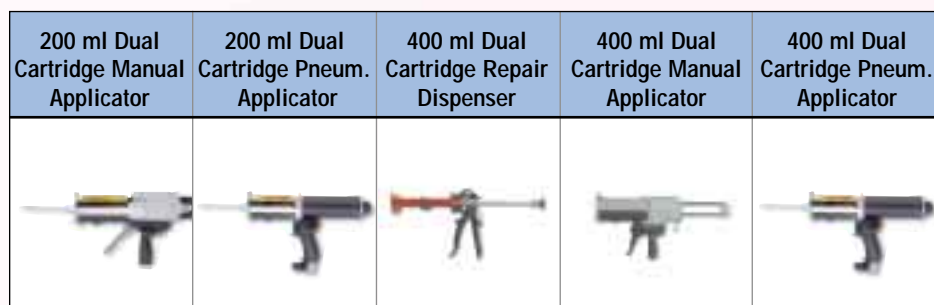 200 ml Dual
Cartridge Manual
Applicator
200 ml Dual
Cartridge Pneum.
Applicator
400 ml Dual
Cartridge Repair
Dispenser
400 ml Dual
Cartridge Manual
Applicator
400 ml Dual
Cartridge Pneum.
Applicator